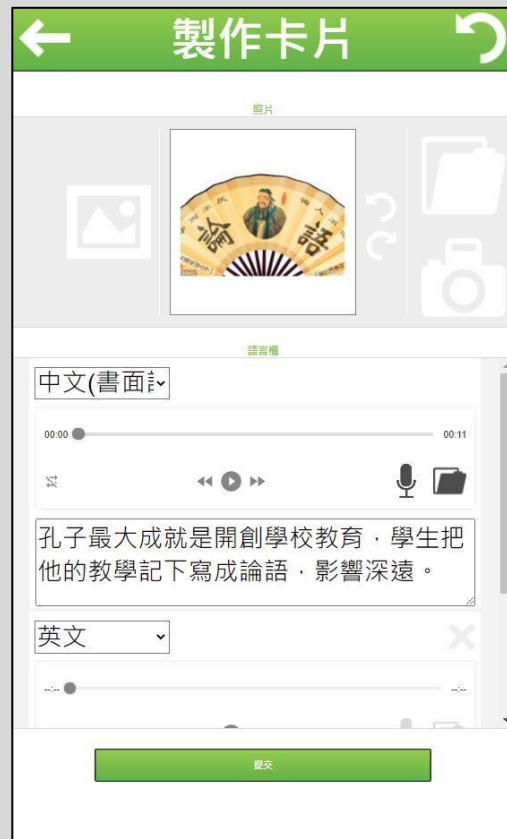 製作卡片
照片
論 語
語言欄
中文(書面
00:00
00:11
孔子最大成就是開創學校教育，學生把
他的教學記下寫成論語，影響深遠。
英文
--:--
--:--
提交